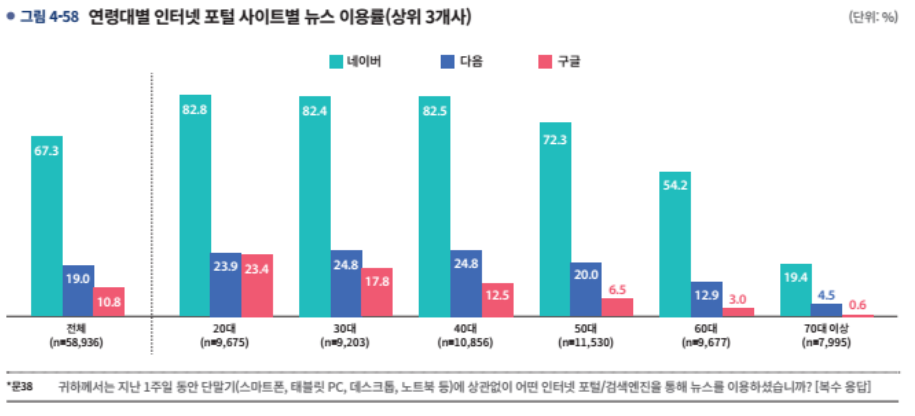 • 그림 4-58 연령대별 인터넷 포털 사이트별 뉴스 이용률(상위 3개사) (단위: %)
네이버 다음 구글
67.3 19.0 10.8
82.8 23.9 23.4
82.4 24.8 17.8
82.5 24.8 12.5
72.3 20.0 6.5
54.2 12.9 3.0
19.4 4.5 0.6
전체 20대 30대 40대 50대 60대 70대 이상
(n=58,936) (n=9,675) (n=9,203) (n=10,856) (n=11,530) (n=9,677) (n=7,995)
*문38 귀하께서는 지난 1주일 동안 단말기(스마트폰, 태블릿 PC, 데스크톱, 노트북 등)에 상관없이 어떤 인터넷 포털/검색엔진을 통해 뉴스를 이용하셨습니까? [복수 응답]